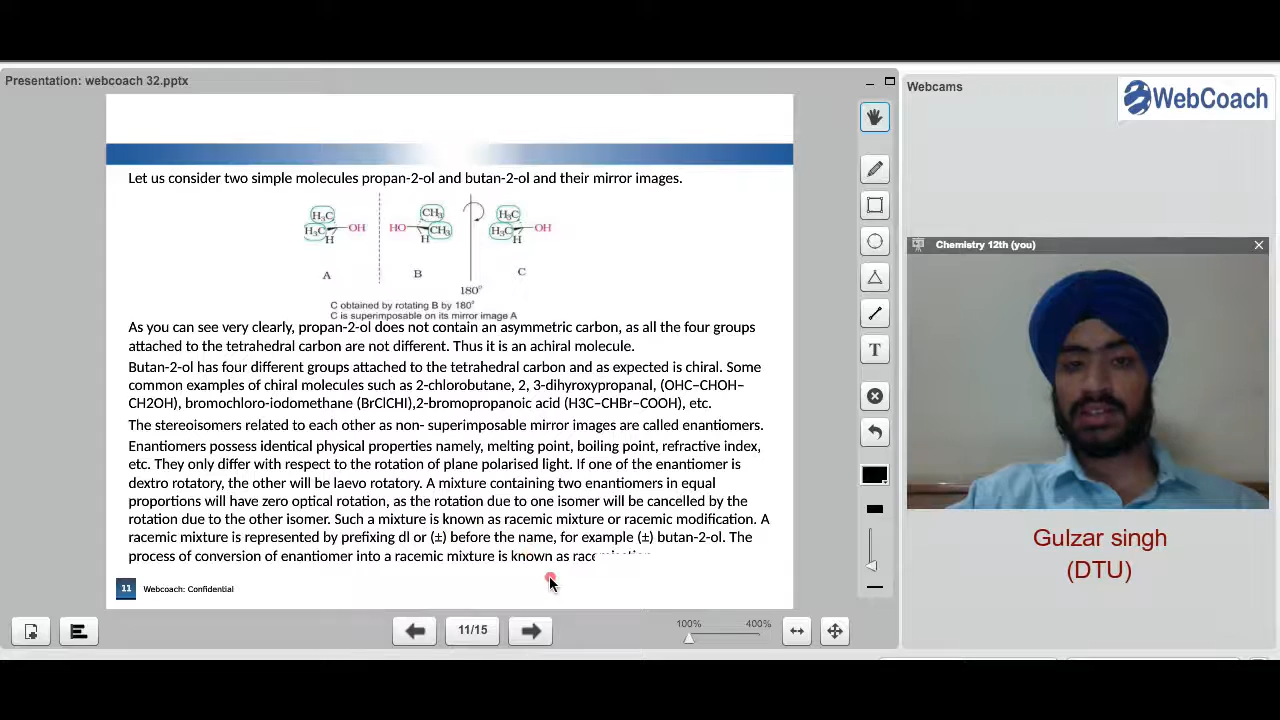 Presentation: webcoach 32.pptx
Webcams
WebCoach
Let us consider two simple molecules propan-2-ol and butan-2-ol and their mirror images.
H3C CH3 H3C
H3C OH HO CH3 H3C OH
H H H
A B C
180°
C obtained by rotating B by 180°
C is superimposable on its mirror image A
As you can see very clearly, propan-2-ol does not contain an asymmetric carbon, as all the four groups
attached to the tetrahedral carbon are not different. Thus it is an achiral molecule.
Butan-2-ol has four different groups attached to the tetrahedral carbon and as expected is chiral. Some
common examples of chiral molecules such as 2-chlorobutane, 2, 3-dihyroxypropanal, (OHC–CHOH–
CH2OH), bromochloro-iodomethane (BrClCHI),2-bromopropanoic acid (H3C–CHBr–COOH), etc.
The stereoisomers related to each other as non- superimposable mirror images are called enantiomers.
Enantiomers possess identical physical properties namely, melting point, boiling point, refractive index,
etc. They only differ with respect to the rotation of plane polarised light. If one of the enantiomer is
dextro rotatory, the other will be laevo rotatory. A mixture containing two enantiomers in equal
proportions will have zero optical rotation, as the rotation due to one isomer will be cancelled by the
rotation due to the other isomer. Such a mixture is known as racemic mixture or racemic modification. A
racemic mixture is represented by prefixing dl or (±) before the name, for example (±) butan-2-ol. The
process of conversion of enantiomer into a racemic mixture is known as
11 Webcoach: Confidential
11/15
100% 400%
T
Chemistry 12th (you)
Gulzar singh
(DTU)